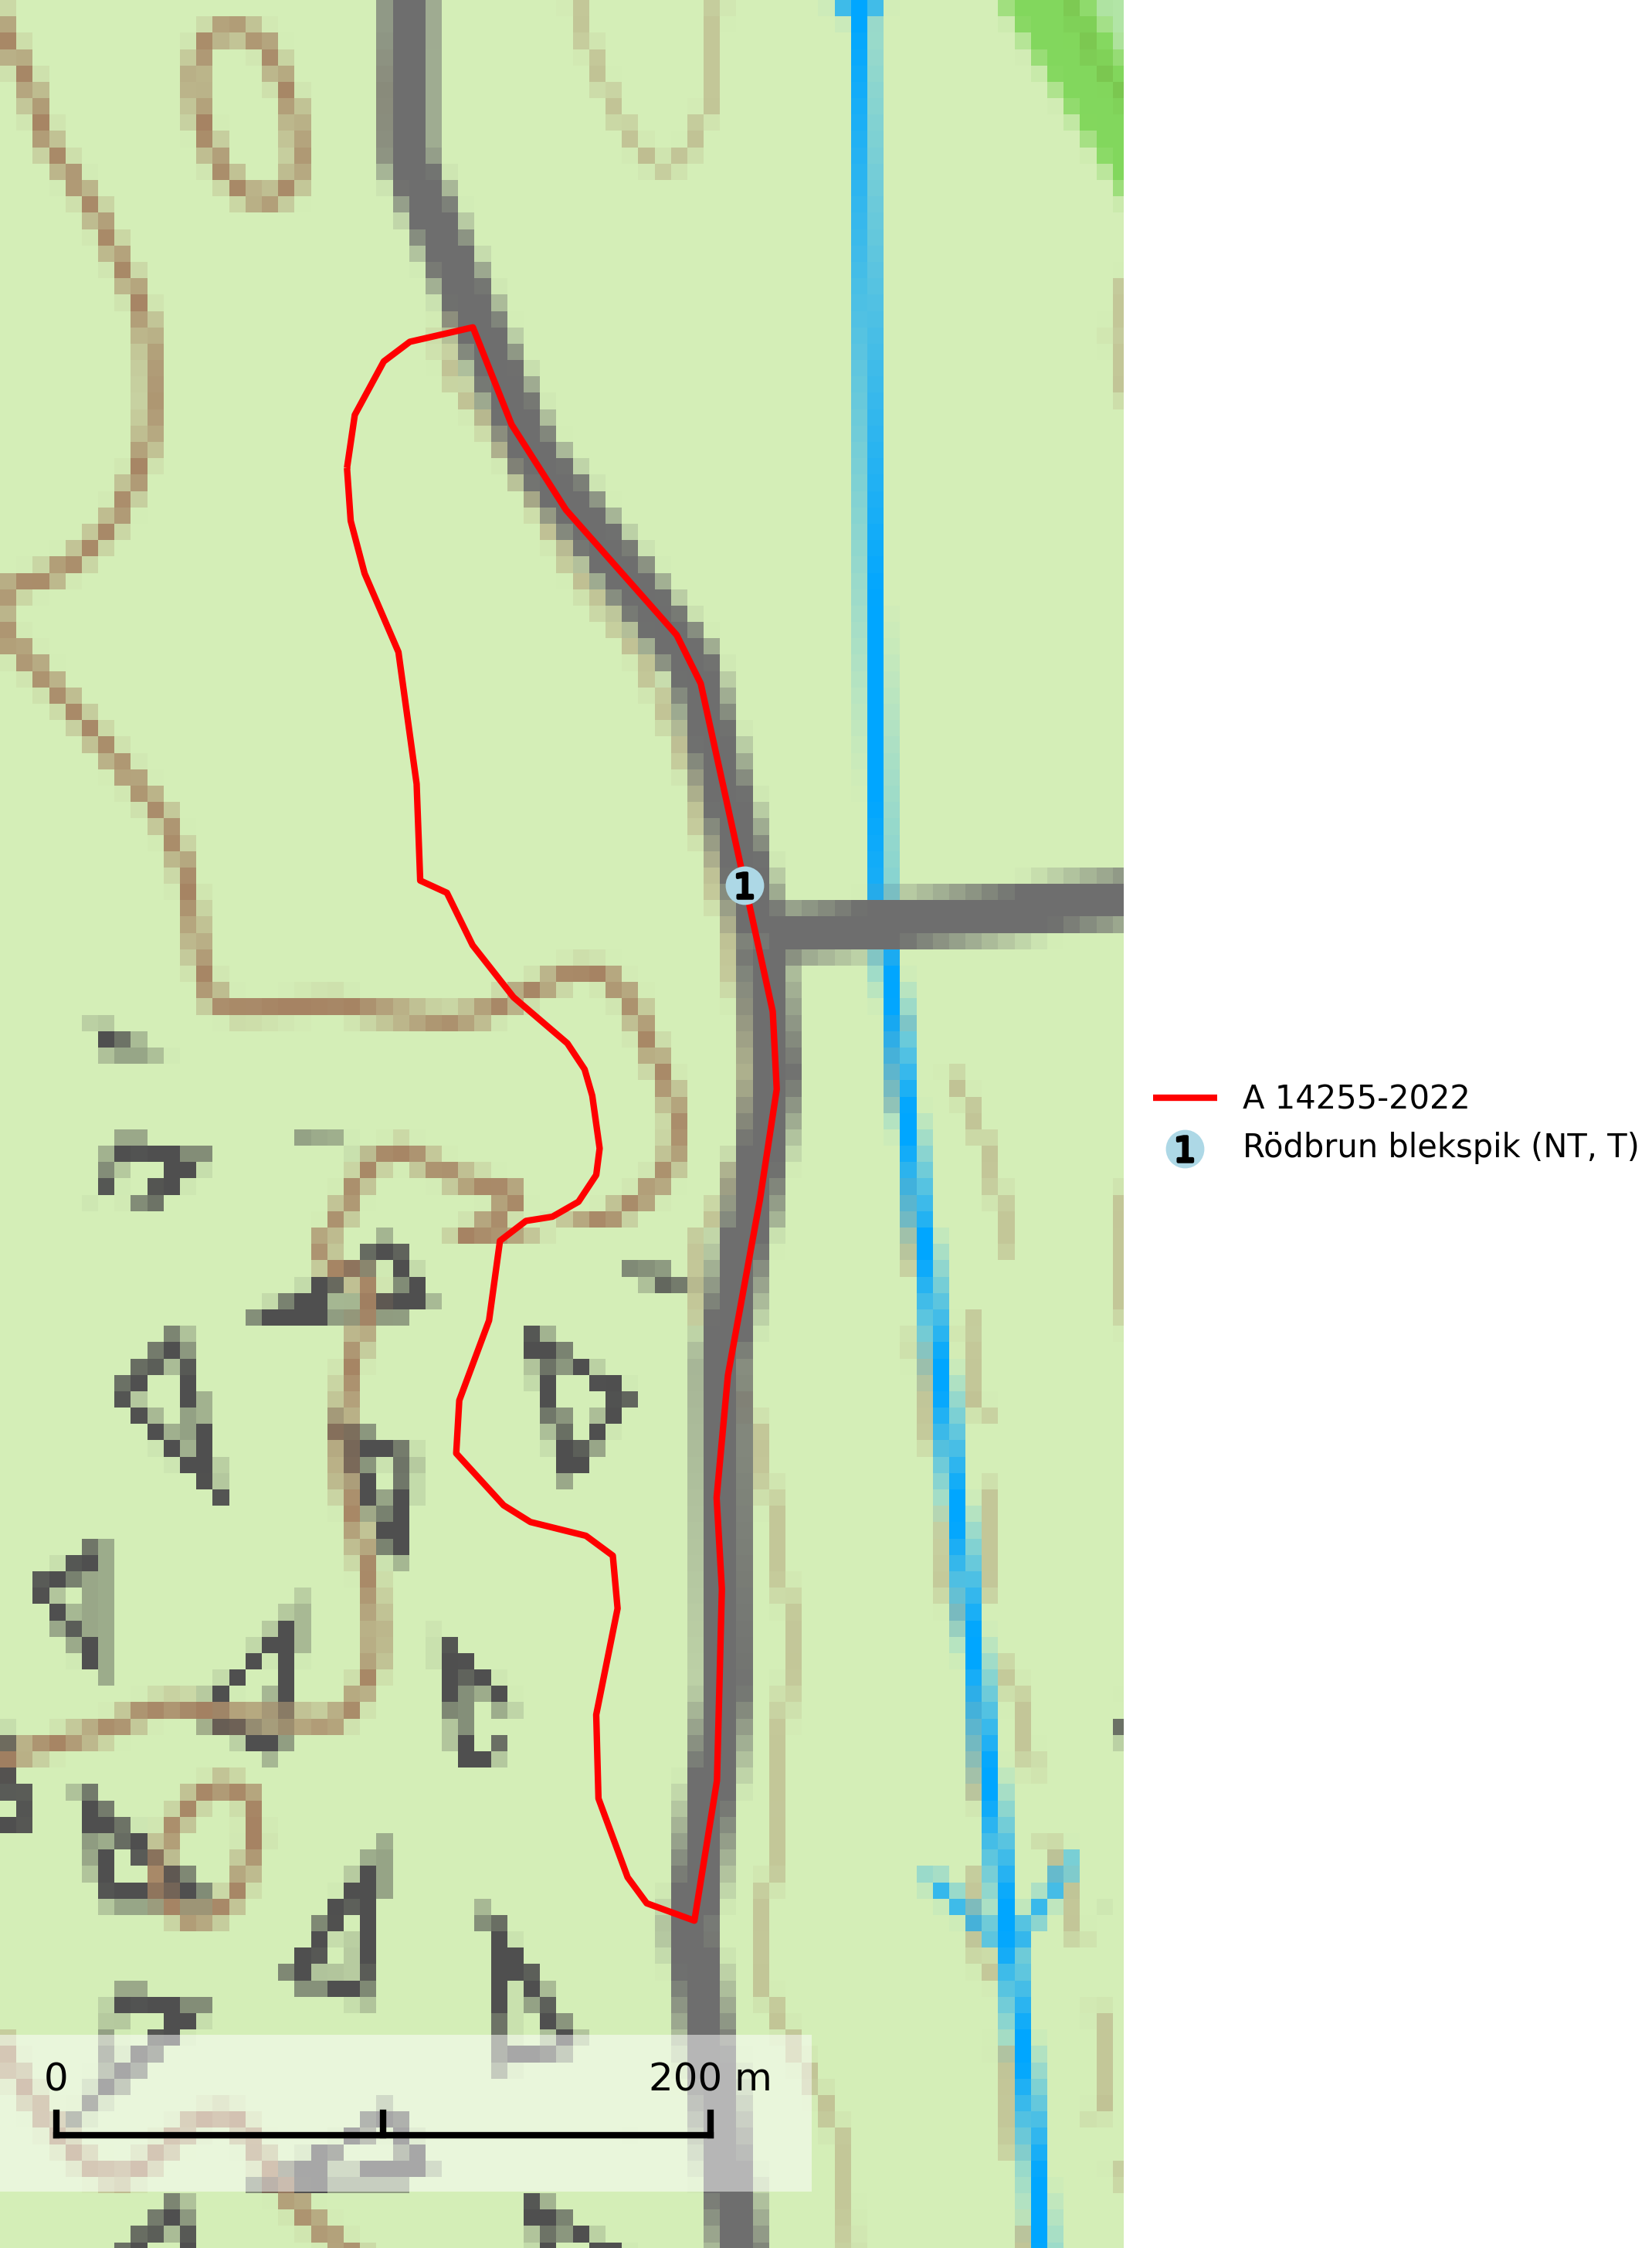 1
A 14255-2022
1 Rödbrun blekspik (NT, T)
0 200 m